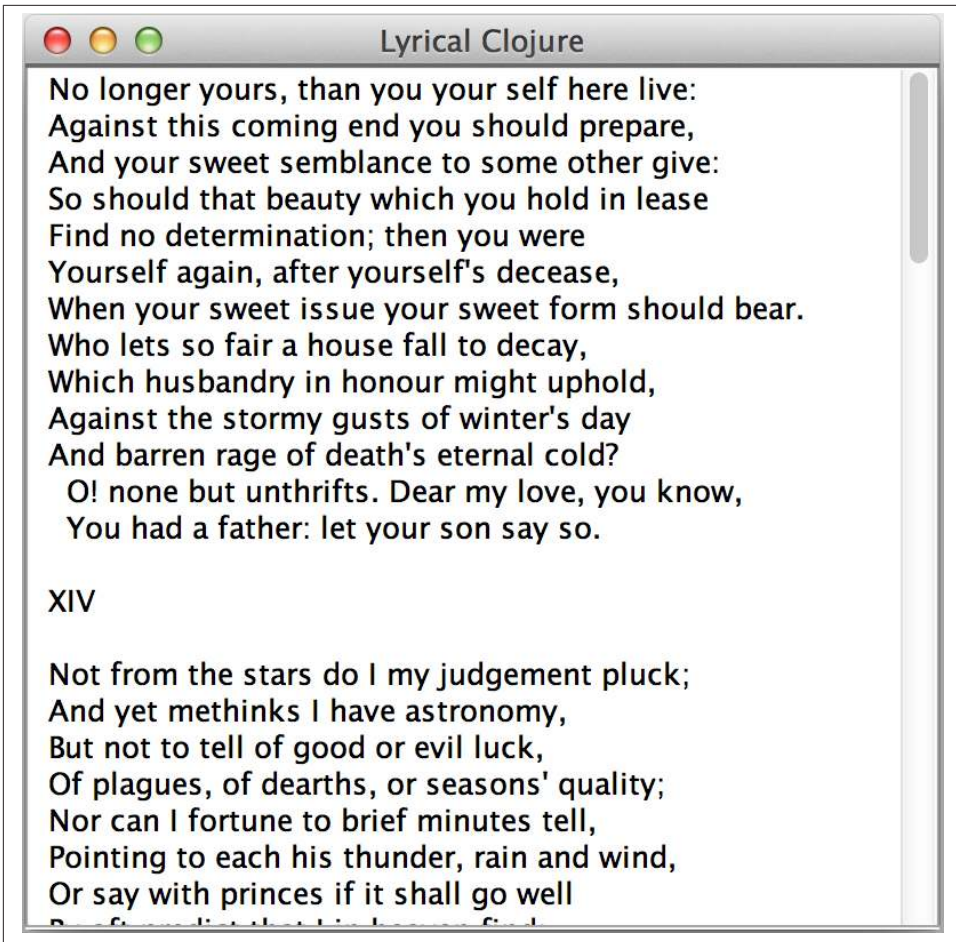 Lyrical Clojure
No longer yours, than you your self here live:
Against this coming end you should prepare,
And your sweet semblance to some other give:
So should that beauty which you hold in lease
Find no determination; then you were
Yourself again, after yourself's decease,
When your sweet issue your sweet form should bear.
Who lets so fair a house fall to decay,
Which husbandry in honour might uphold,
Against the stormy gusts of winter's day
And barren rage of death's eternal cold?
O! none but unthrifts. Dear my love, you know,
You had a father: let your son say so.
XIV
Not from the stars do I my judgement pluck;
And yet methinks I have astronomy,
But not to tell of good or evil luck,
Of plagues, of dearths, or seasons' quality;
Nor can I fortune to brief minutes tell,
Pointing to each his thunder, rain and wind,
Or say with princes if it shall go well